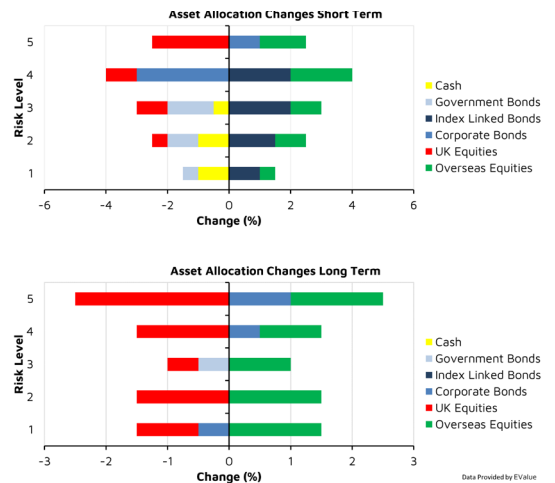 Asset Allocation Changes Short Term
Risk Level
5
4
3
2
1
-6
-4
-2
0
2
4
6
Change (%)
Cash
Government Bonds
Index Linked Bonds
Corporate Bonds
UK Equities
Overseas Equities
Asset Allocation Changes Long Term
Risk Level
5
4
3
2
1
-3
-2
-1
0
1
2
3
Change (%)
Cash
Government Bonds
Index Linked Bonds
Corporate Bonds
UK Equities
Overseas Equities
Data Provided by EValue